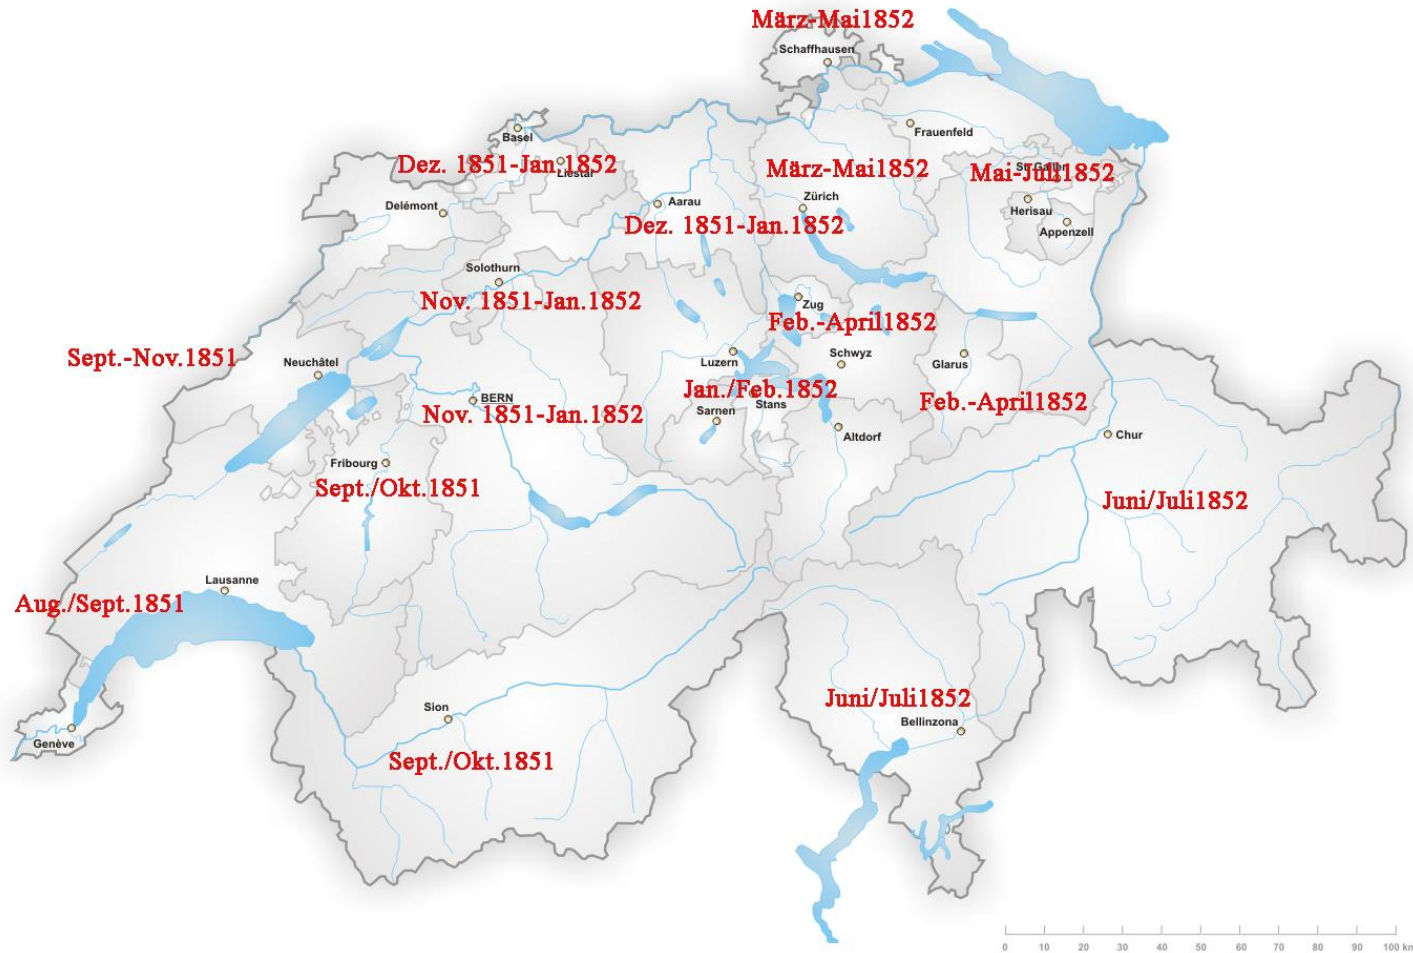 März-Mai1852
Schaffhausen
Basel
Frauenfeld
Dez. 1851-Jan.1852
Liestal
März-Mai1852
St. Gallen
Mai-Juli1852
Delémont
Aarau
Zürich
Herisau
Dez. 1851-Jan.1852
Appenzell
Solothurn
Nov. 1851-Jan.1852
Zug
Feb.-April1852
Sept.-Nov.1851
Neuchâtel
Luzern
Schwyz
Glarus
Jan./Feb.1852
Stans
BERN
Nov. 1851-Jan.1852
Sarnen
Feb.-April1852
Altdorf
Chur
Fribourg
Sept./Okt.1851
Juni/Juli1852
Lausanne
Aug./Sept.1851
Juni/Juli1852
Sion
Bellinzona
Genève
Sept./Okt.1851
0 10 20 30 40 50 60 70 80 90 100 km